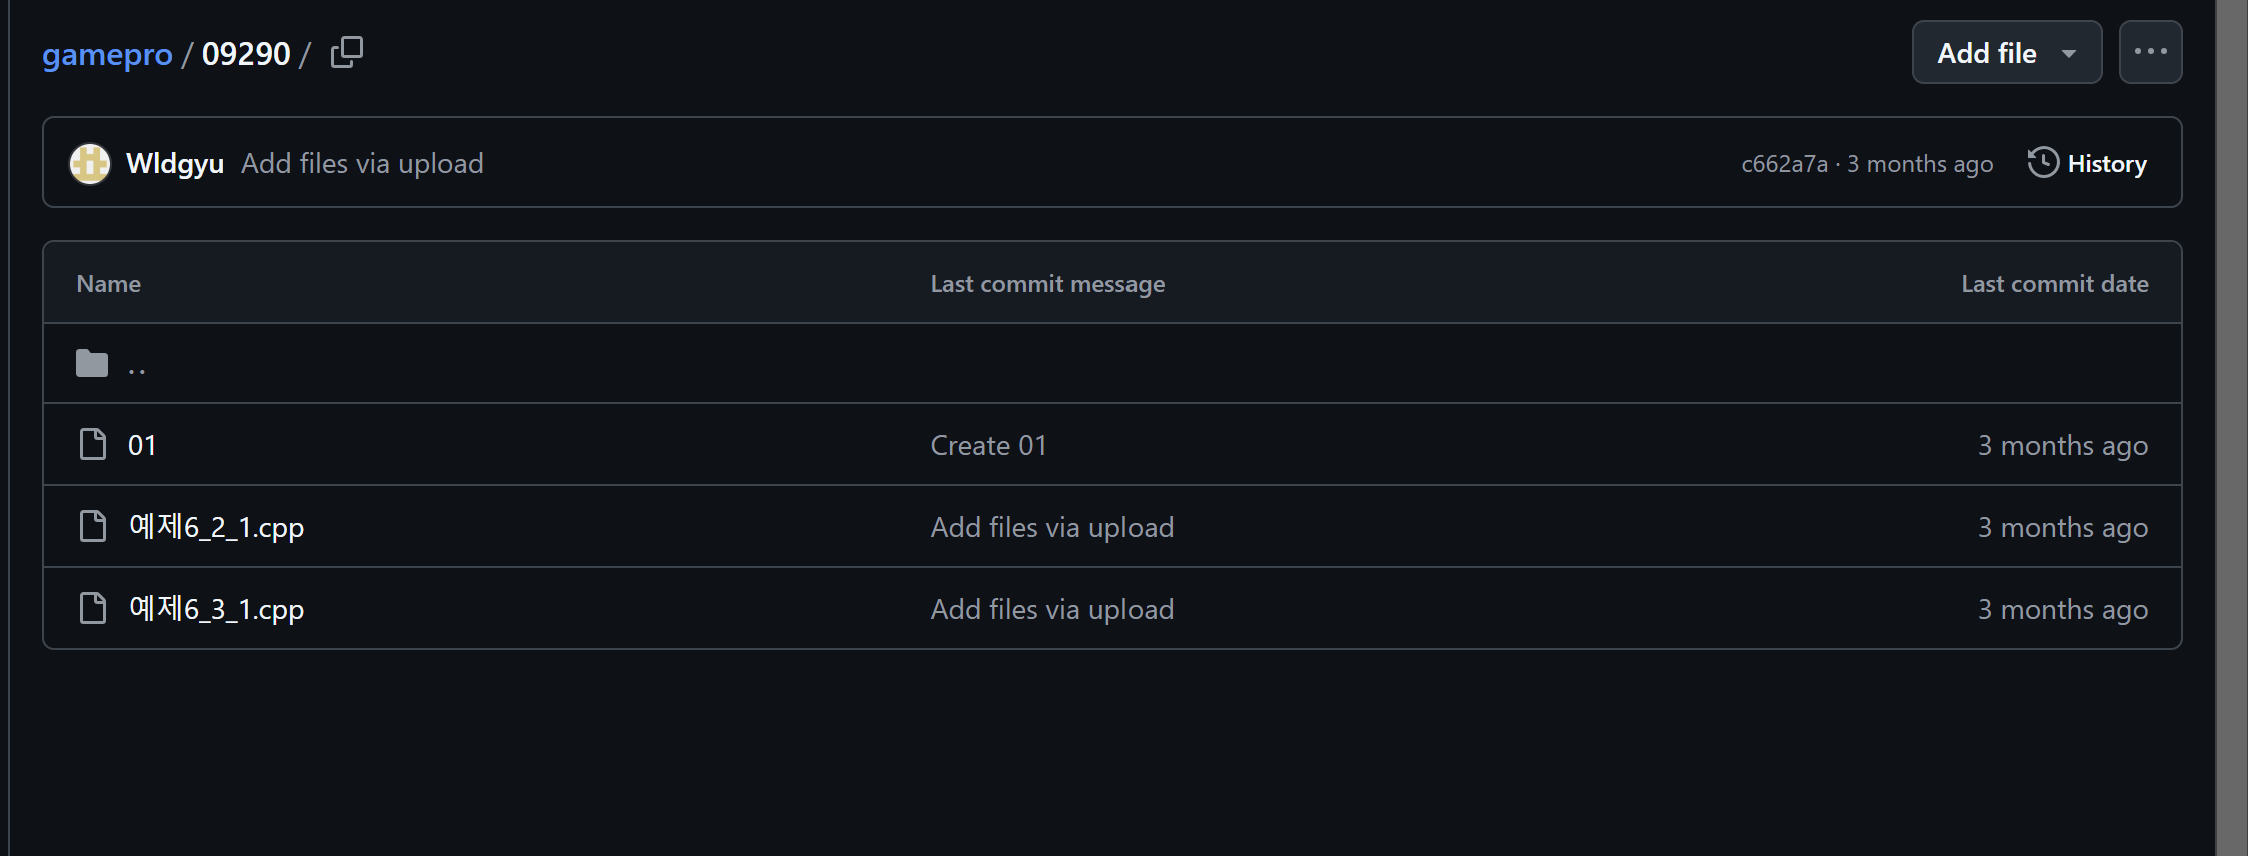 gamepro / 09290 /
Add file
Wldgyu Add files via upload
c662a7a · 3 months ago
History
Name Last commit message Last commit date
..
01 Create 01 3 months ago
예제6_2_1.cpp Add files via upload 3 months ago
예제6_3_1.cpp Add files via upload 3 months ago